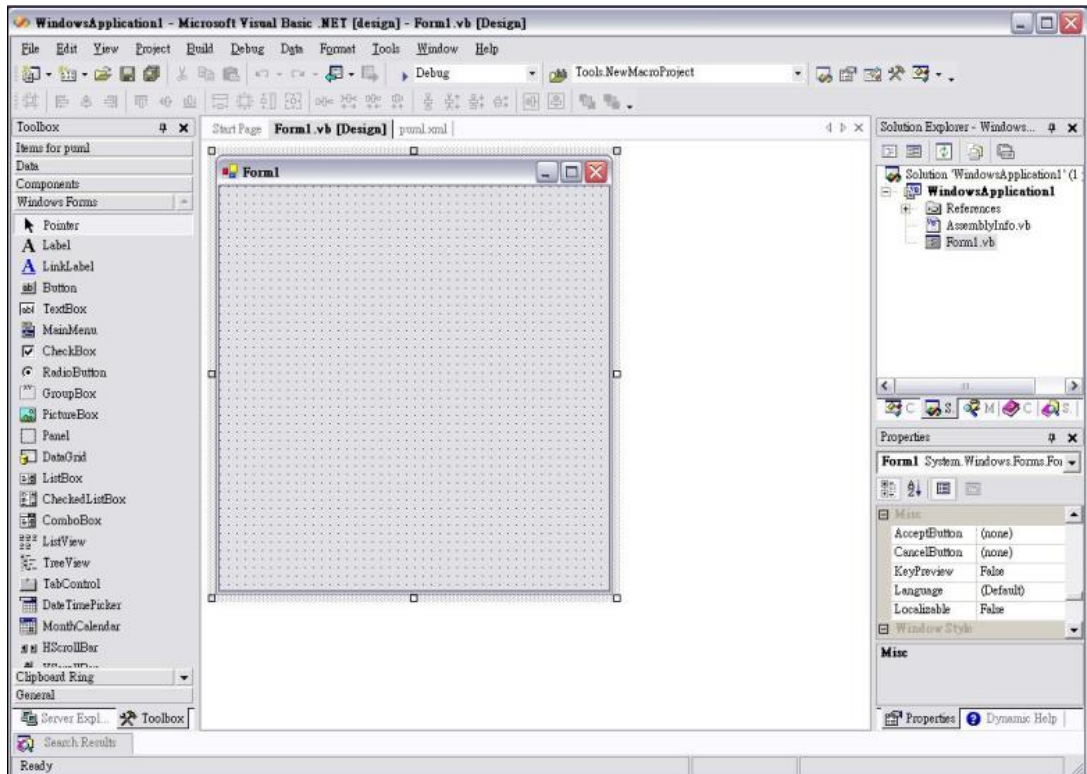 WindowsApplication1 - Microsoft Visual Basic .NET [design] - Form1.vb [Design]
File Edit View Project Build Debug Data Format Tools Window Help
Debug
Tools.NewMacroProject
Toolbox
Items for puml
Data
Components
Windows Forms
Pointer
A Label
A LinkLabel
ab Button
abl TextBox
MainMenu
CheckBox
RadioButton
GroupBox
PictureBox
Panel
DataGrid
ListBox
CheckedListBox
ComboBox
ListView
TreeView
TabControl
DateTimePicker
MonthCalendar
HScrollBar
Clipboard Ring
General
Server Expl... Toolbox
Start Page Form1.vb [Design] puml.xml
Form1
Solution Explorer - Windows...
Solution 'WindowsApplication1' (1
WindowsApplication1
References
AssemblyInfo.vb
Form1.vb
C S. M C S.
Properties
Form1 System.Windows.Forms.For
Misc
AcceptButton (none)
CancelButton (none)
KeyPreview False
Language (Default)
Localizable False
Window Style
Misc
Properties Dynamic Help
Search Results
Ready